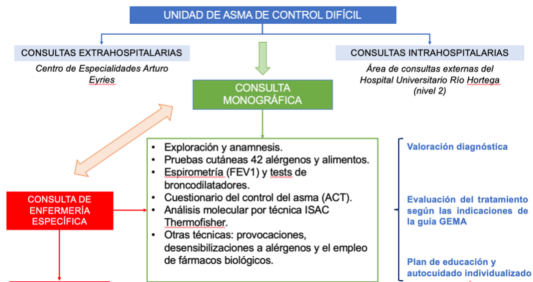 UNIDAD DE ASMA DE CONTROL DIFÍCIL
CONSULTAS EXTRAHOSPITALARIAS
Centro de Especialidades Arturo
Eyries
CONSULTAS INTRAHOSPITALARIAS
Área de consultas externas del
Hospital Universitario Río Hortega
(nivel 2)
CONSULTA
MONOGRÁFICA
• Exploración y anamnesis.
• Pruebas cutáneas 42 alérgenos y alimentos.
• Espirometría (FEV1) y tests de
broncodilatadores.
• Cuestionario del control del asma (ACT).
• Análisis molecular por técnica ISAC
Thermofisher.
• Otras técnicas: provocaciones,
desensibilizaciones a alérgenos y el empleo
de fármacos biológicos.
CONSULTA DE
ENFERMERÍA
ESPECÍFICA
Valoración diagnóstica
Evaluación del tratamiento
según las indicaciones de
la guía GEMA
Plan de educación y
autocuidado individualizado